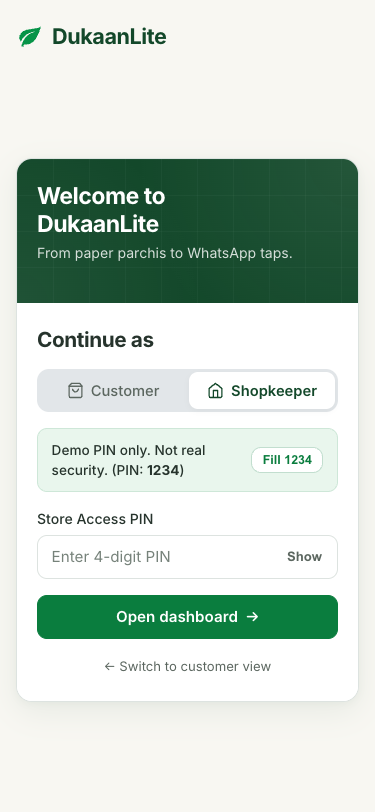 DukaanLite
Welcome to
DukaanLite
From paper parchis to WhatsApp taps.
Continue as
Customer
Shopkeeper
Demo PIN only. Not real
security. (PIN: 1234)
Fill 1234
Store Access PIN
Enter 4-digit PIN
Show
Open dashboard →
← Switch to customer view